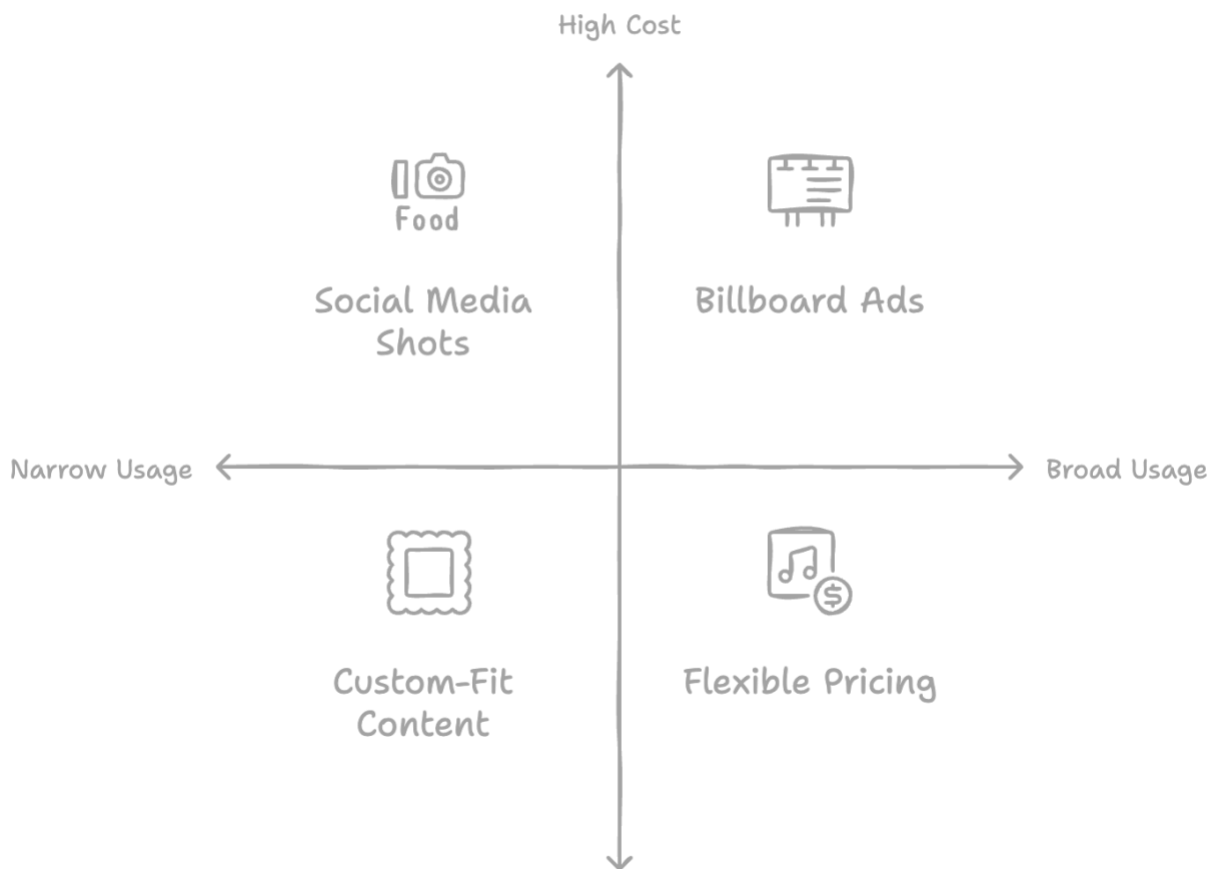 High Cost
Food
Social Media
Shots
Billboard Ads
Narrow Usage
Broad Usage
$
Custom-Fit
Content
Flexible Pricing